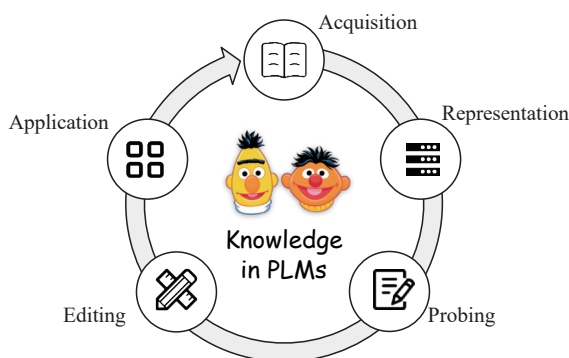 Acquisition
Representation
Application
Knowledge
in PLMs
Editing
Probing